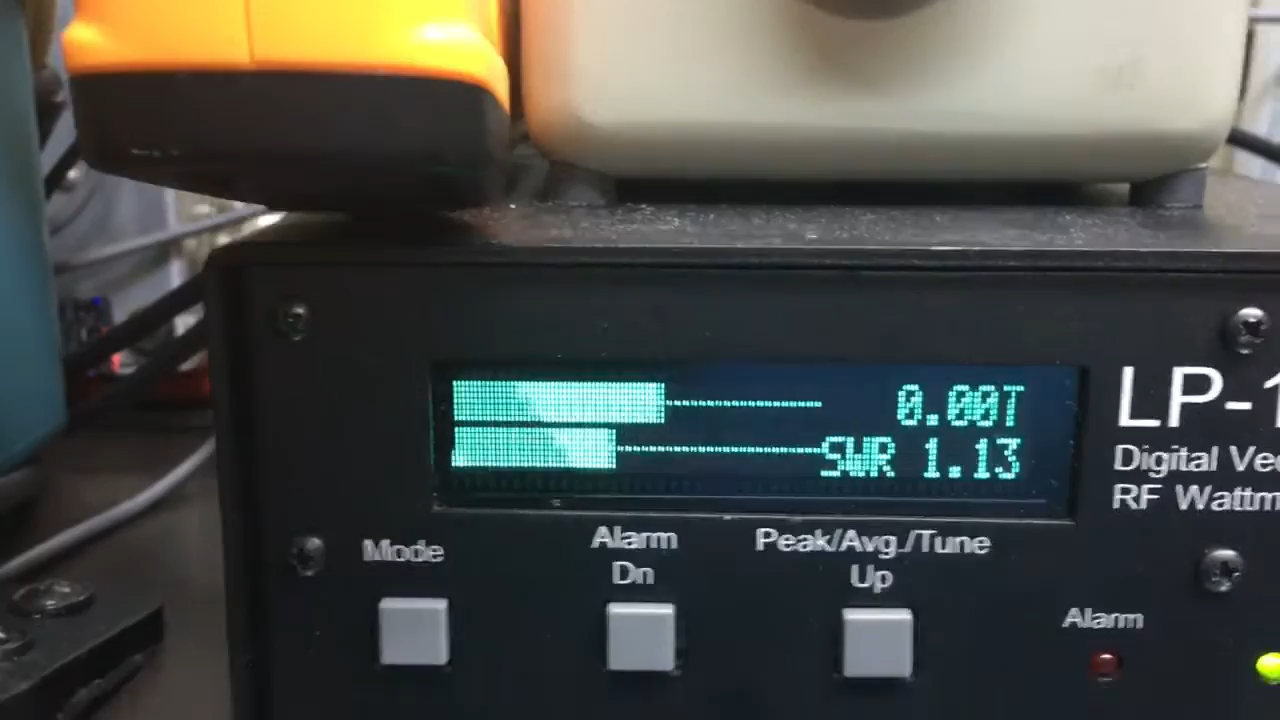 0.00T
SWR 1.13
LP-1
Digital Vec
RF Wattm
Mode
Alarm
Dn
Peak/Avg./Tune
Up
Alarm